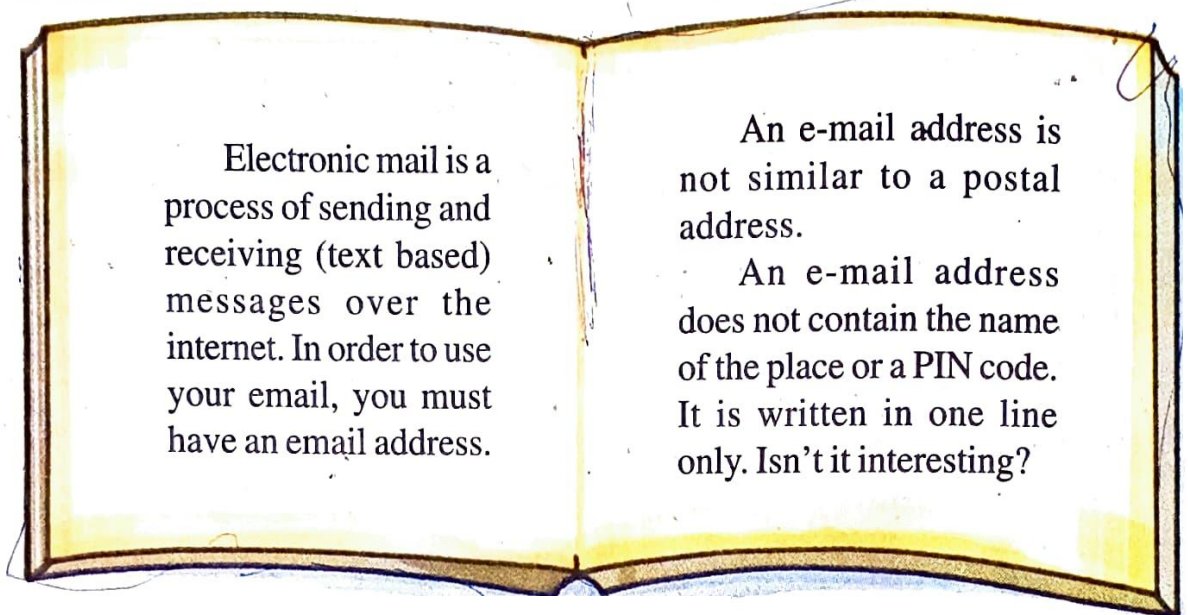 Electronic mail is a
process of sending and
receiving (text based)
messages over the
internet. In order to use
your email, you must
have an email address.
An e-mail address is
not similar to a postal
address.
An e-mail address
does not contain the name
of the place or a PIN code.
It is written in one line
only. Isn't it interesting?